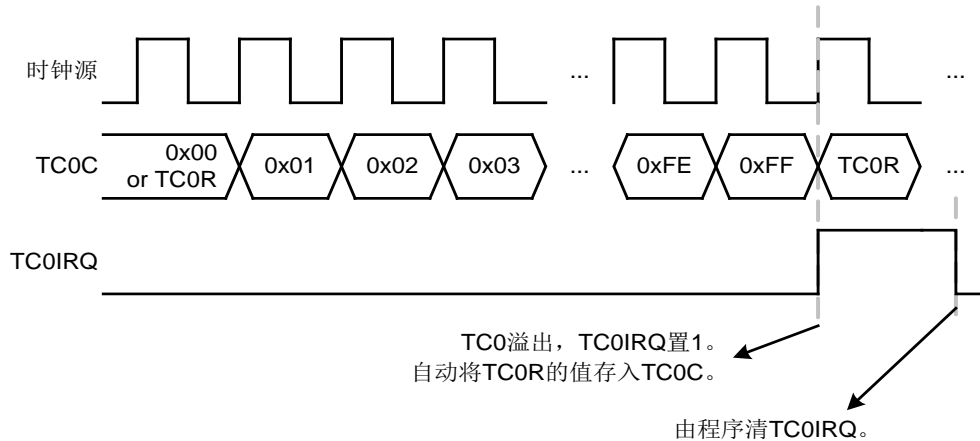 时钟源
...
...
TC0C
0x00
or TC0R
0x01
0x02
0x03
...
0xFE
0xFF
TC0R
...
TC0IRQ
TC0溢出，TC0IRQ置1。
自动将TC0R的值存入TC0C。
由程序清TC0IRQ。